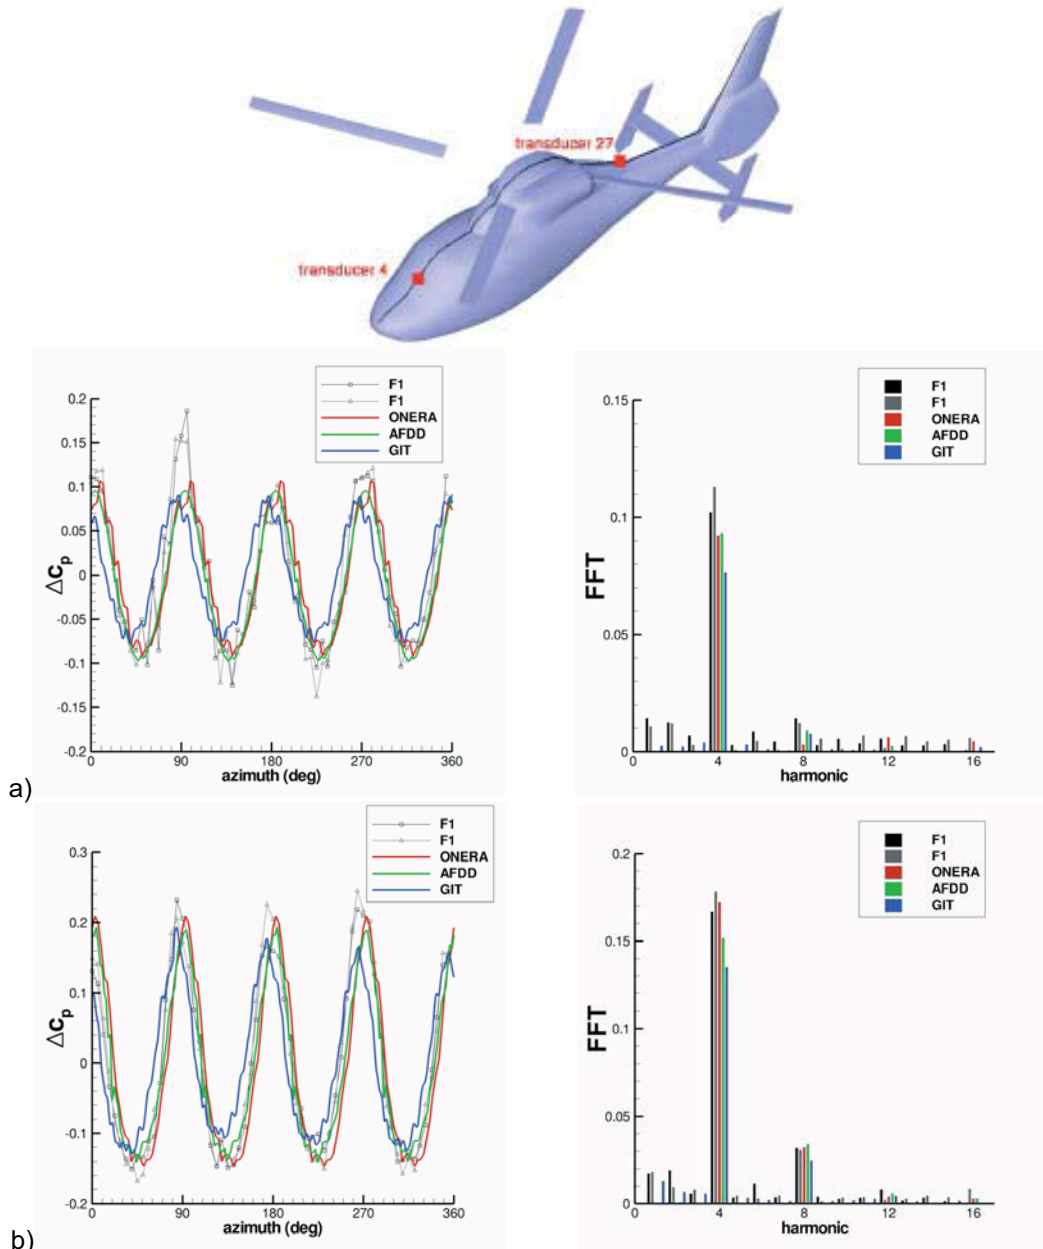 transducer 27
transducer 4
F1
F1
ONERA
AFDD
GIT
0.2
0.15
0.1
0.05
0
-0.05
-0.1
-0.15
-0.2
ΔCp
0 90 180 270 360
azimuth (deg)
a)
F1
F1
ONERA
AFDD
GIT
0.15
0.1
0.05
0
FFT
0 4 8 12 16
harmonic
F1
F1
ONERA
AFDD
GIT
0.3
0.2
0.1
0
-0.1
-0.2
ΔCp
0 90 180 270 360
azimuth (deg)
b)
F1
F1
ONERA
AFDD
GIT
0.2
0.15
0.1
0.05
0
FFT
0 4 8 12 16
harmonic